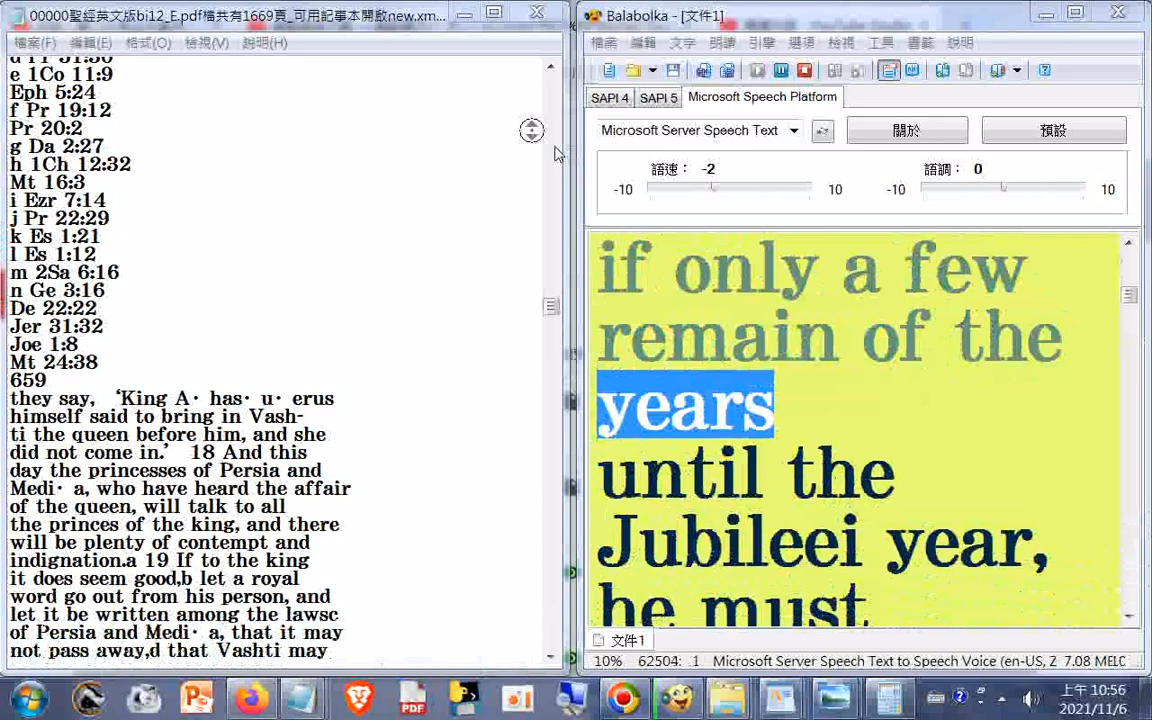 00000聖經英文版bi12_E.pdf檔共有1669頁_可用記事本開啟new.xm...
檔案(F) 編輯(E) 格式(O) 檢視(V) 說明(H)
d Pr 31:30
e 1Co 11:9
Eph 5:24
f Pr 19:12
Pr 20:2
g Da 2:27
h 1Ch 12:32
Mt 16:3
i Ezr 7:14
j Pr 22:29
k Es 1:21
l Es 1:12
m 2Sa 6:16
n Ge 3:16
De 22:22
Jer 31:32
Joe 1:8
Mt 24:38
659
they say, ‘King A· has· u· erus
himself said to bring in Vash-
ti the queen before him, and she
did not come in.’ 18 And this
day the princesses of Persia and
Medi· a, who have heard the affair
of the queen, will talk to all
the princes of the king, and there
will be plenty of contempt and
indignation.a 19 If to the king
it does seem good,b let a royal
word go out from his person, and
let it be written among the lawsc
of Persia and Medi· a, that it may
not pass away,d that Vashti may
Balabolka - [文件1]
檔案 編輯 文字 朗讀 引擎 選項 檢視 工具 書籤 說明
SAPI 4 SAPI 5 Microsoft Speech Platform
Microsoft Server Speech Text 關於 預設
語速： -2 語調： 0
-10 10 -10 10
if only a few
remain of the
years
until the
Jubileei year,
he must
文件1
10% 62504: 1 Microsoft Server Speech Text to Speech Voice (en-US, Z 7.08 MELC
上午 10:56
2021/11/6